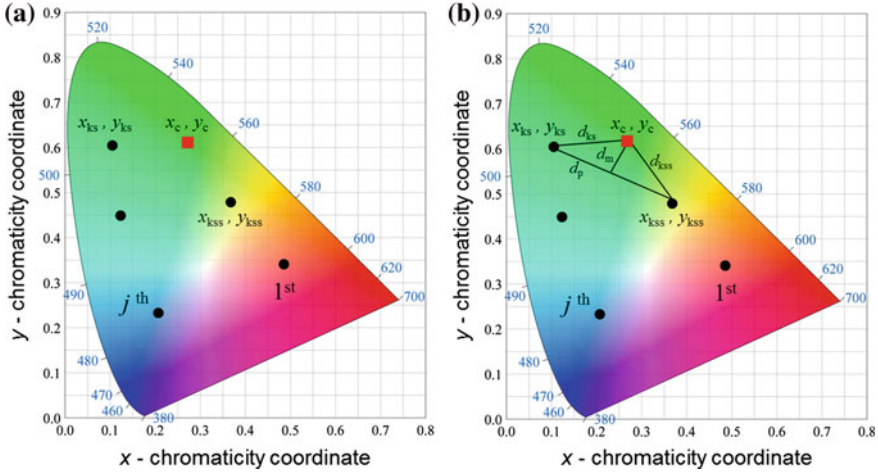 (a)
0.9
0.8
0.7
0.6
0.5
0.4
0.3
0.2
0.1
0.0
y - chromaticity coordinate
520
540
560
580
600
620
700
500
490
480
470
460
380
x_ks , y_ks
x_c , y_c
x_kss , y_kss
j th
1st
0.0 0.1 0.2 0.3 0.4 0.5 0.6 0.7 0.8
x - chromaticity coordinate
(b)
0.9
0.8
0.7
0.6
0.5
0.4
0.3
0.2
0.1
0.0
y - chromaticity coordinate
520
540
560
580
600
620
700
500
490
480
470
460
380
x_ks , y_ks
x_c , y_c
d_ks
d_m
d_kss
d_p
x_kss , y_kss
j th
1st
0.0 0.1 0.2 0.3 0.4 0.5 0.6 0.7 0.8
x - chromaticity coordinate